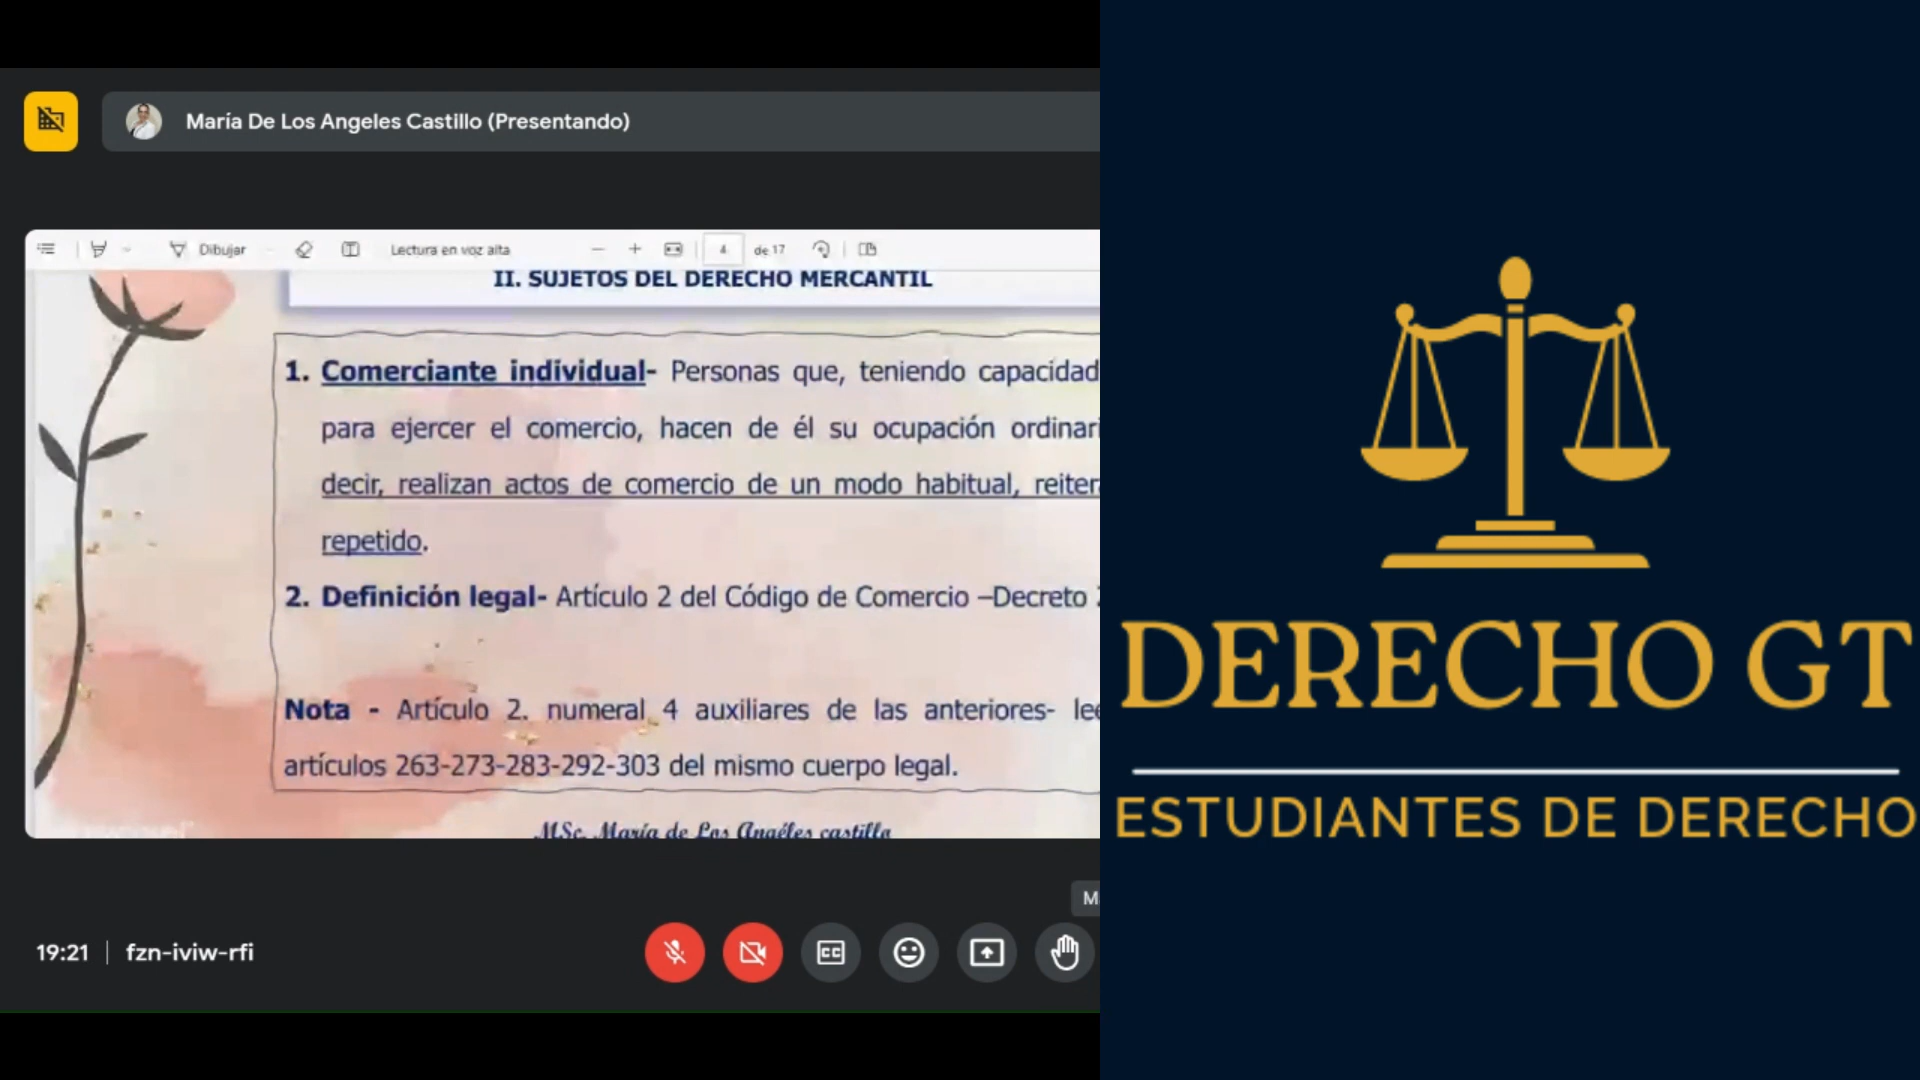 María De Los Angeles Castillo (Presentando)
Dibujar
Lectura en voz alta
4
de 17
II. SUJETOS DEL DERECHO MERCANTIL
1. Comerciante individual- Personas que, teniendo capacidad
para ejercer el comercio, hacen de él su ocupación ordinari
decir, realizan actos de comercio de un modo habitual, reiter
repetido.
2. Definición legal- Artículo 2 del Código de Comercio –Decreto
Nota - Artículo 2. numeral 4 auxiliares de las anteriores- lee
artículos 263-273-283-292-303 del mismo cuerpo legal.
MSc. María de Los Angéles castilla
19:21
fzn-iviw-rfi
CC
DERECHO GT
ESTUDIANTES DE DERECHO